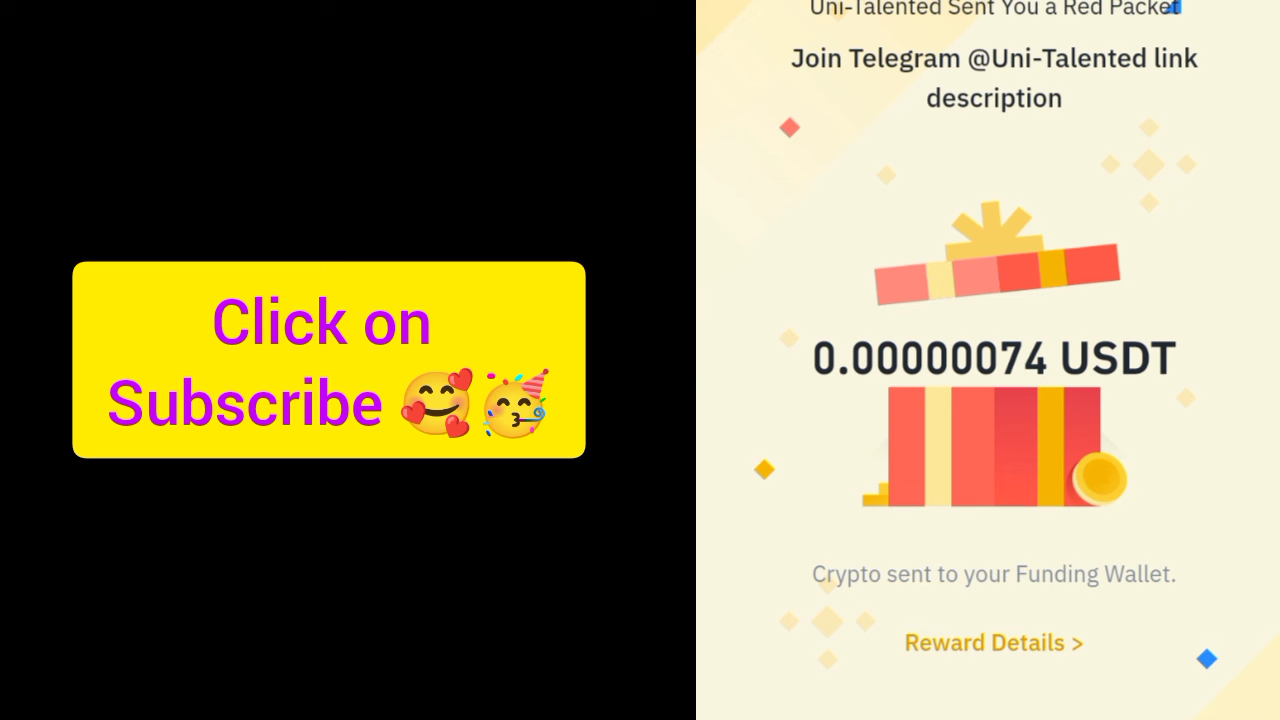 Click on
Subscribe 🥰🥳
Uni-Talented Sent You a Red Packet
Join Telegram @Uni-Talented link
description
0.00000074 USDT
Crypto sent to your Funding Wallet.
Reward Details >